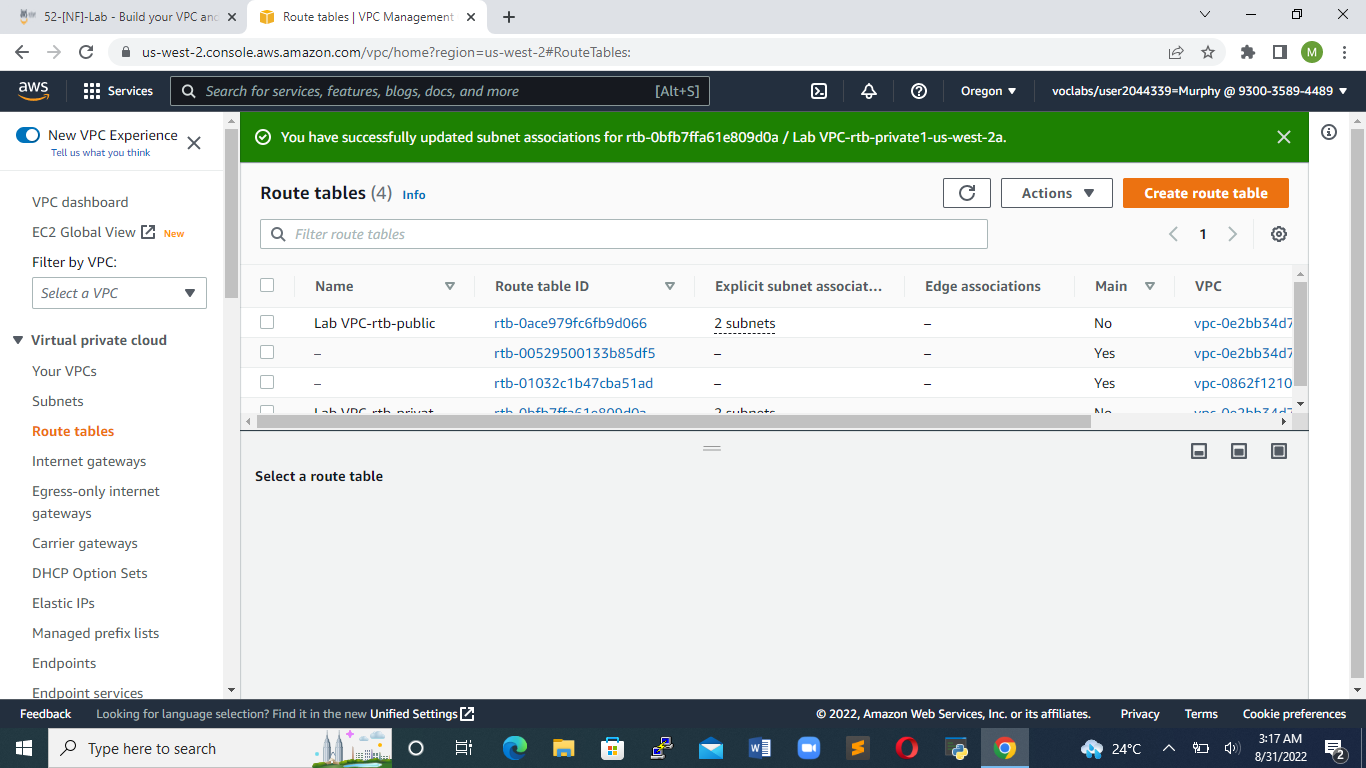 52-[NF]-Lab - Build your VPC and
Route tables | VPC Management
us-west-2.console.aws.amazon.com/vpc/home?region=us-west-2#RouteTables:
M
aws
Services
Search for services, features, blogs, docs, and more
[Alt+S]
Oregon
voclabs/user2044339=Murphy @ 9300-3589-4489
New VPC Experience
Tell us what you think
VPC dashboard
EC2 Global View New
Filter by VPC:
Select a VPC
Virtual private cloud
Your VPCs
Subnets
Route tables
Internet gateways
Egress-only internet
gateways
Carrier gateways
DHCP Option Sets
Elastic IPs
Managed prefix lists
Endpoints
Endpoint services
You have successfully updated subnet associations for rtb-0bfb7ffa61e809d0a / Lab VPC-rtb-private1-us-west-2a.
Route tables (4) Info
Actions
Create route table
Filter route tables
1
Name Route table ID Explicit subnet associat... Edge associations Main VPC
Lab VPC-rtb-public rtb-0ace979fc6fb9d066 2 subnets – No vpc-0e2bb34d7
– rtb-00529500133b85df5 – – Yes vpc-0e2bb34d7
– rtb-01032c1b47cba51ad – – Yes vpc-0862f1210
Lab VPC-rtb-privat... rtb-0bfb7ffa61e809d0a 2 subnets – No vpc-0e2bb34d7
Select a route table
Feedback Looking for language selection? Find it in the new Unified Settings
© 2022, Amazon Web Services, Inc. or its affiliates. Privacy Terms Cookie preferences
Type here to search
24°C
3:17 AM
8/31/2022
2